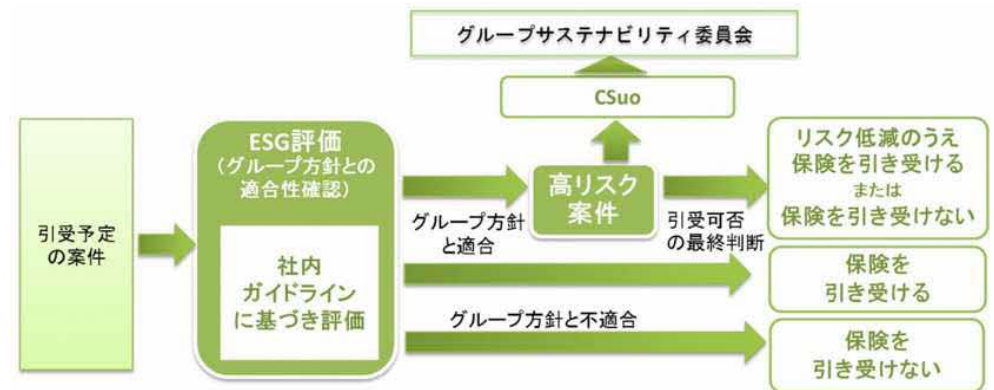 グループサステナビリティ委員会
CSuo
引受予定
の案件
ESG評価
(グループ方針との
適合性確認)
社内
ガイドライン
に基づき評価
グループ方針
と適合
高リスク
案件
引受可否
の最終判断
リスク低減のうえ
保険を引き受ける
または
保険を引き受けない
保険を
引き受ける
グループ方針と不適合
保険を
引き受けない